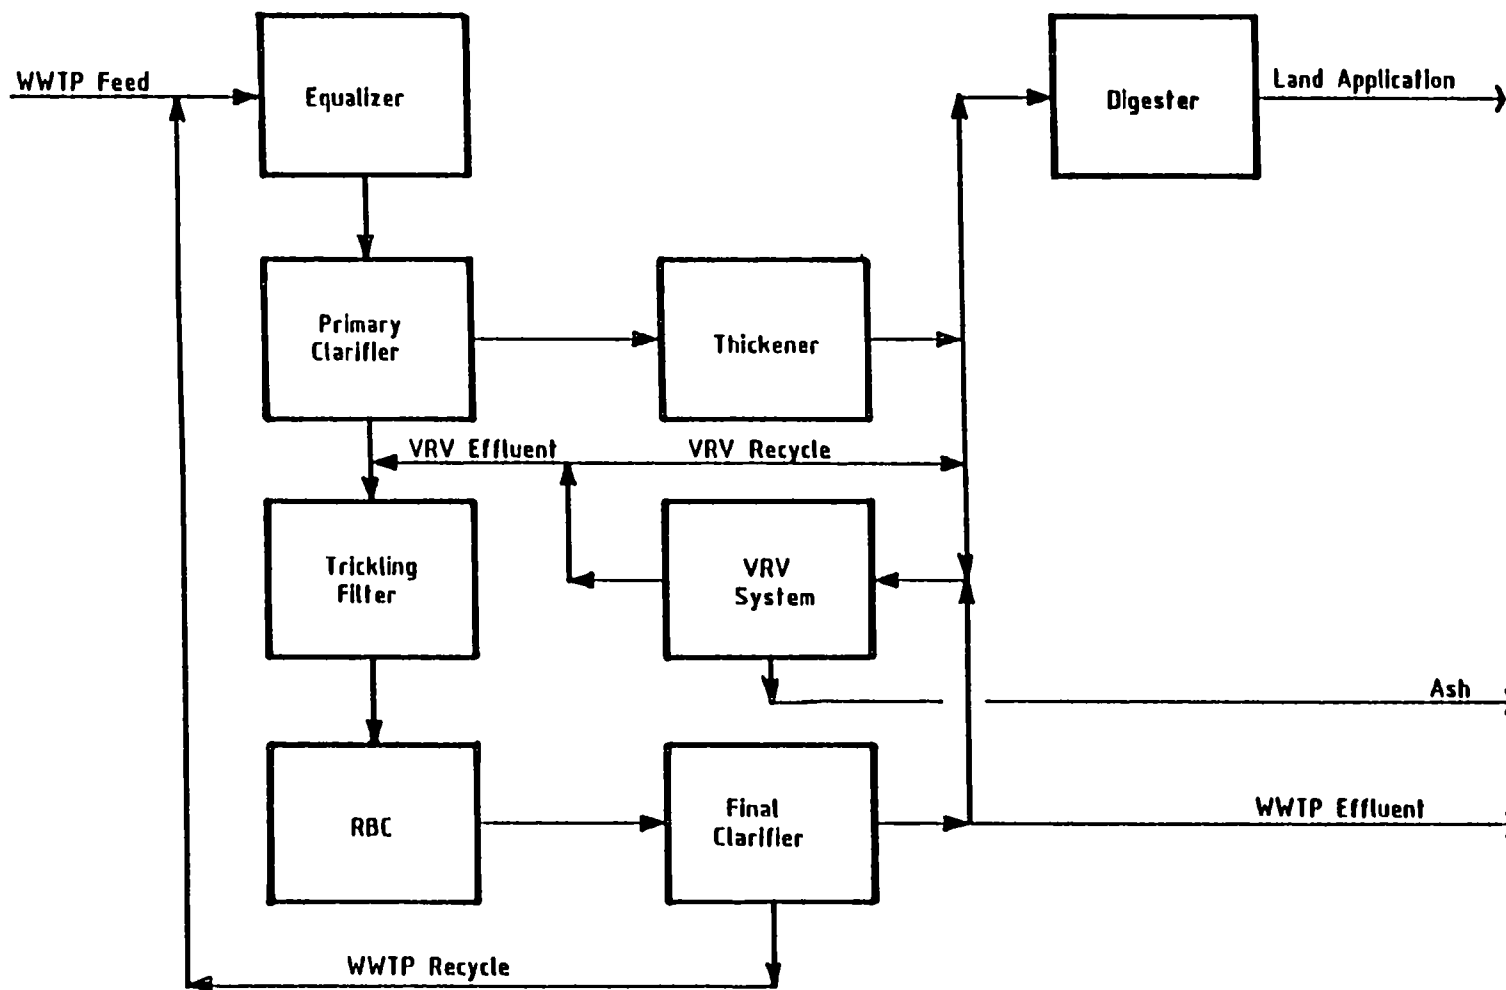 WWTP Feed
Equalizer
Digester
Land Application
Primary
Clarifier
Thickener
VRV Effluent
VRV Recycle
Trickling
Filter
VRV
System
Ash
RBC
Final
Clarifier
WWTP Effluent
WWTP Recycle